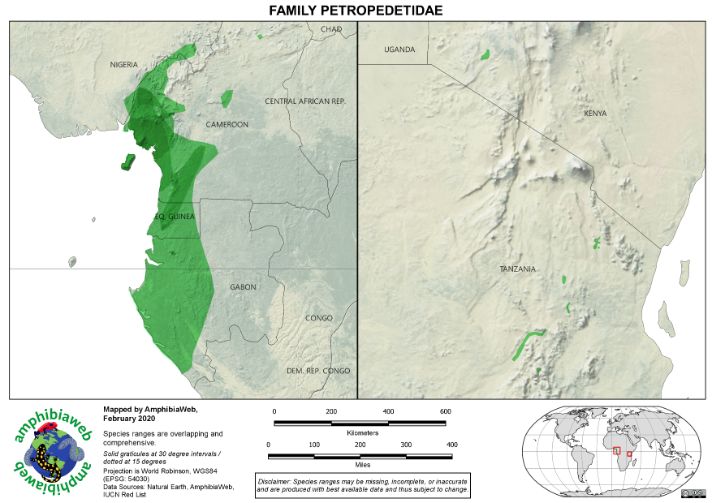 FAMILY PETROPEDETIDAE
CHAD
NIGERIA
CENTRAL AFRICAN REP.
CAMEROON
EQ. GUINEA
GABON
CONGO
DEM. REP. CONGO
UGANDA
KENYA
TANZANIA
amphibiaweb
amphibiaweb
Mapped by AmphibiaWeb,
February 2020
Species ranges are overlapping and
comprehensive.
Solid graticules at 30 degree intervals /
dotted at 15 degrees
Projection is World Robinson, WGS84
(EPSG: 54030)
Data Sources: Natural Earth, AmphibiaWeb,
IUCN Red List
0 200 400 600
Kilometers
0 100 200 300 400
Miles
Disclaimer: Species ranges may be missing, incomplete, or inaccurate
and are produced with best available data and thus subject to change.